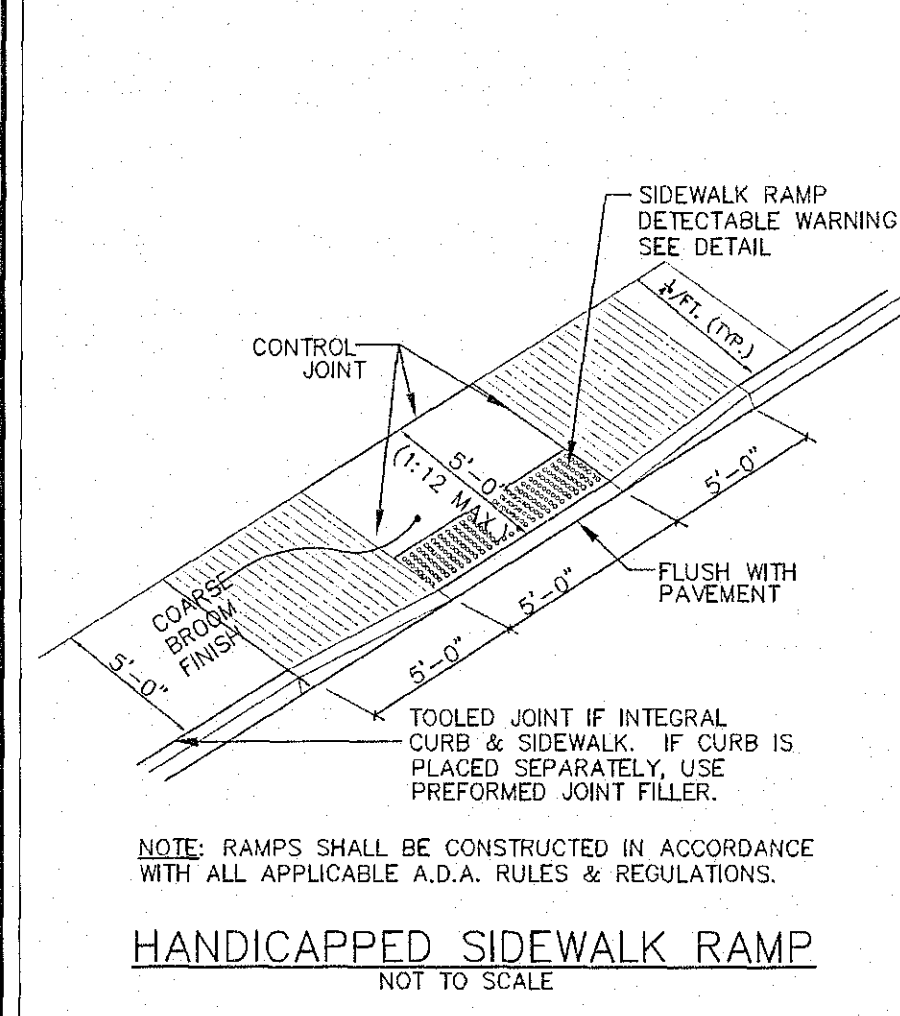 SIDEWALK RAMP
DETECTABLE WARNING
SEE DETAIL
¼/FT. (TYP.)
CONTROL
JOINT
5'-0"
(1:12 MAX.)
5'-0"
FLUSH WITH
PAVEMENT
COARSE
BROOM
FINISH
5'-0"
5'-0"
5'-0"
TOOLED JOINT IF INTEGRAL
CURB & SIDEWALK. IF CURB IS
PLACED SEPARATELY, USE
PREFORMED JOINT FILLER.
NOTE: RAMPS SHALL BE CONSTRUCTED IN ACCORDANCE
WITH ALL APPLICABLE A.D.A. RULES & REGULATIONS.
HANDICAPPED SIDEWALK RAMP
NOT TO SCALE